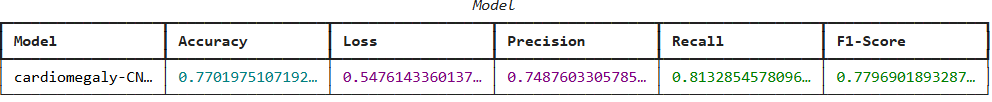 Model
Model Accuracy Loss Precision Recall F1-Score
cardiomegaly-CN… 0.7701975107192… 0.5476143360137… 0.7487603305785… 0.8132854578096… 0.7796901893287…